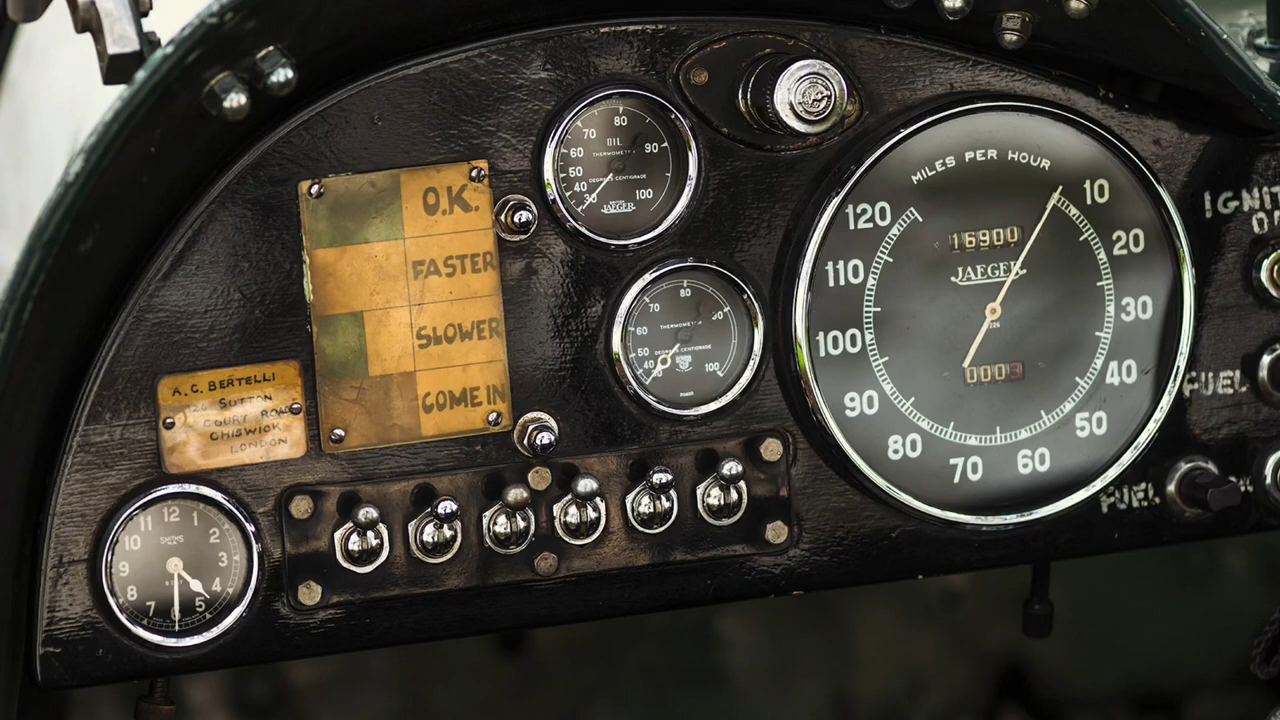 O.K.
FASTER
SLOWER
COME IN
A.C. BERTELLI
SUTTON
COURT ROAD
CHISWICK
LONDON
12
1
2
3
4
5
6
7
8
9
10
11
SMITHS
OIL
THERMOMETER
DEGREES CENTIGRADE
30
40
50
60
70
80
90
100
JAEGER
THERMOMETER
DEGREES CENTIGRADE
30
40
50
60
70
80
90
100
MILES PER HOUR
10
20
30
40
50
60
70
80
90
100
110
120
16900
JAEGER
0003
IGNIT
FUEL
FUEL